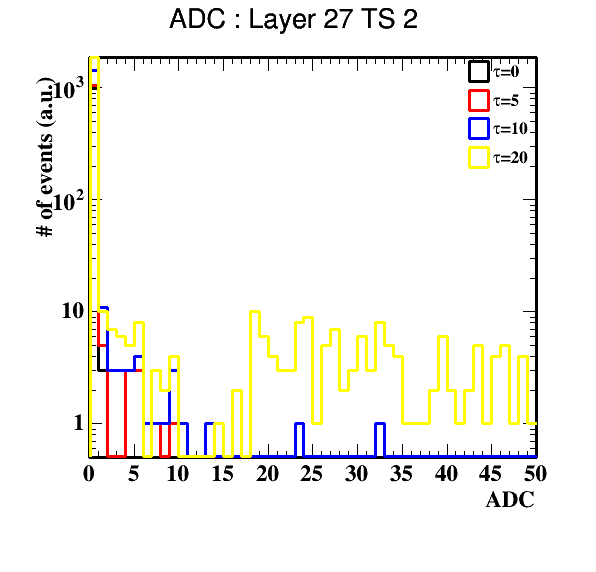 ADC : Layer 27 TS 2
# of events (a.u.)
10³
10²
10
1
τ=0
τ=5
τ=10
τ=20
0 5 10 15 20 25 30 35 40 45 50
ADC